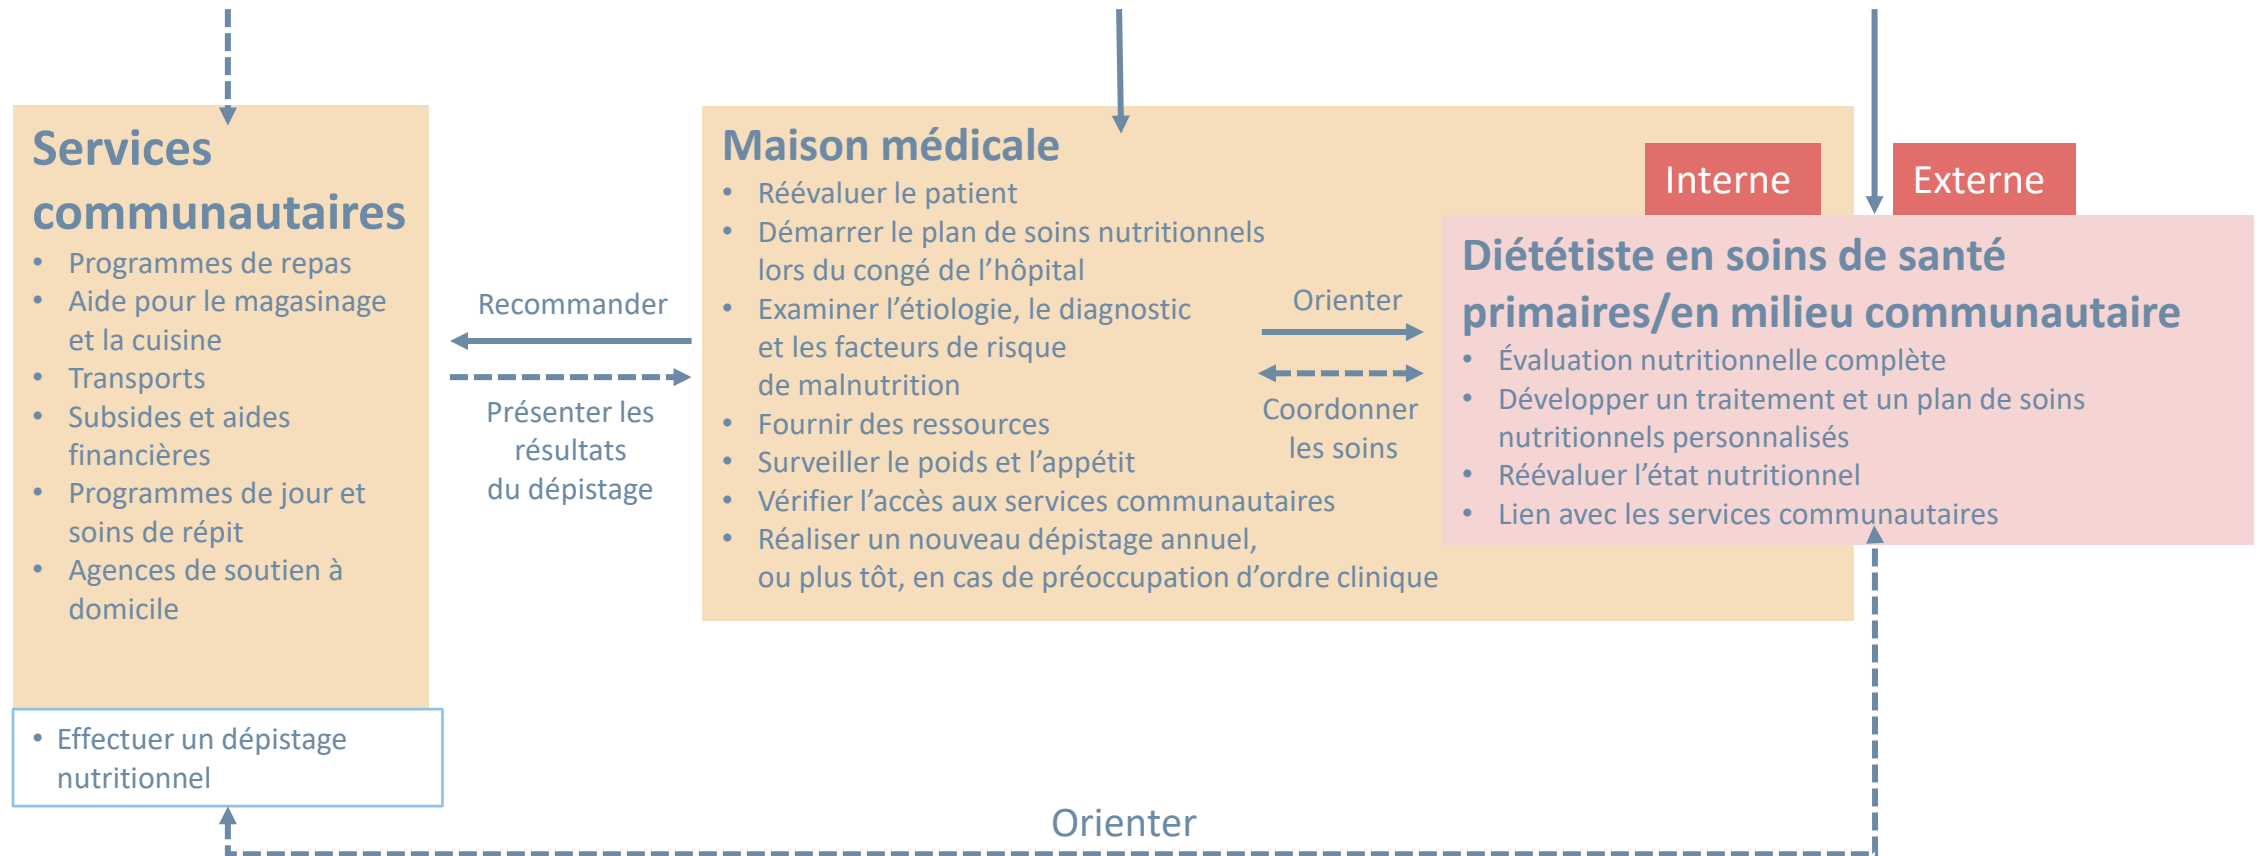 Services
communautaires
• Programmes de repas
• Aide pour le magasinage
et la cuisine
• Transports
• Subsides et aides
financières
• Programmes de jour et
soins de répit
• Agences de soutien à
domicile
• Effectuer un dépistage
nutritionnel
Recommander
Présenter les
résultats
du dépistage
Maison médicale
• Réévaluer le patient
• Démarrer le plan de soins nutritionnels
lors du congé de l’hôpital
• Examiner l’étiologie, le diagnostic
et les facteurs de risque
de malnutrition
• Fournir des ressources
• Surveiller le poids et l’appétit
• Vérifier l’accès aux services communautaires
• Réaliser un nouveau dépistage annuel,
ou plus tôt, en cas de préoccupation d’ordre clinique
Orienter
Coordonner
les soins
Interne
Externe
Diététiste en soins de santé
primaires/en milieu communautaire
• Évaluation nutritionnelle complète
• Développer un traitement et un plan de soins
nutritionnels personnalisés
• Réévaluer l’état nutritionnel
• Lien avec les services communautaires
Orienter